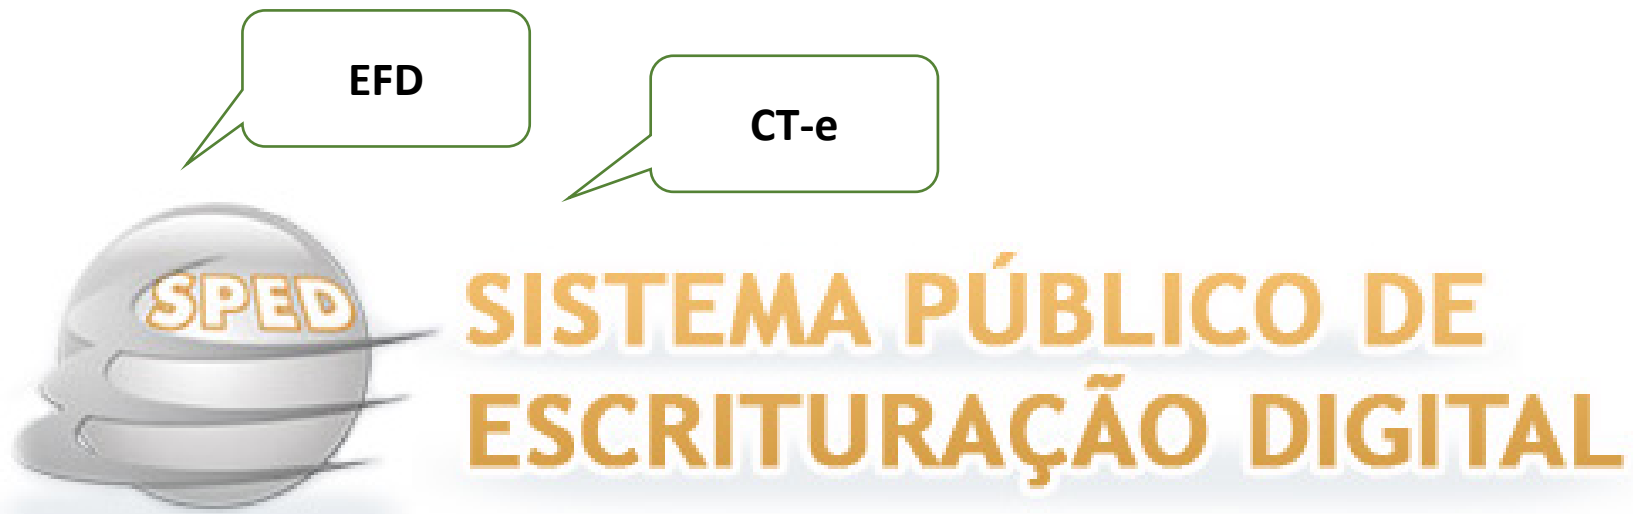 EFD
CT-e
SPED
SISTEMA PÚBLICO DE
ESCRITURAÇÃO DIGITAL